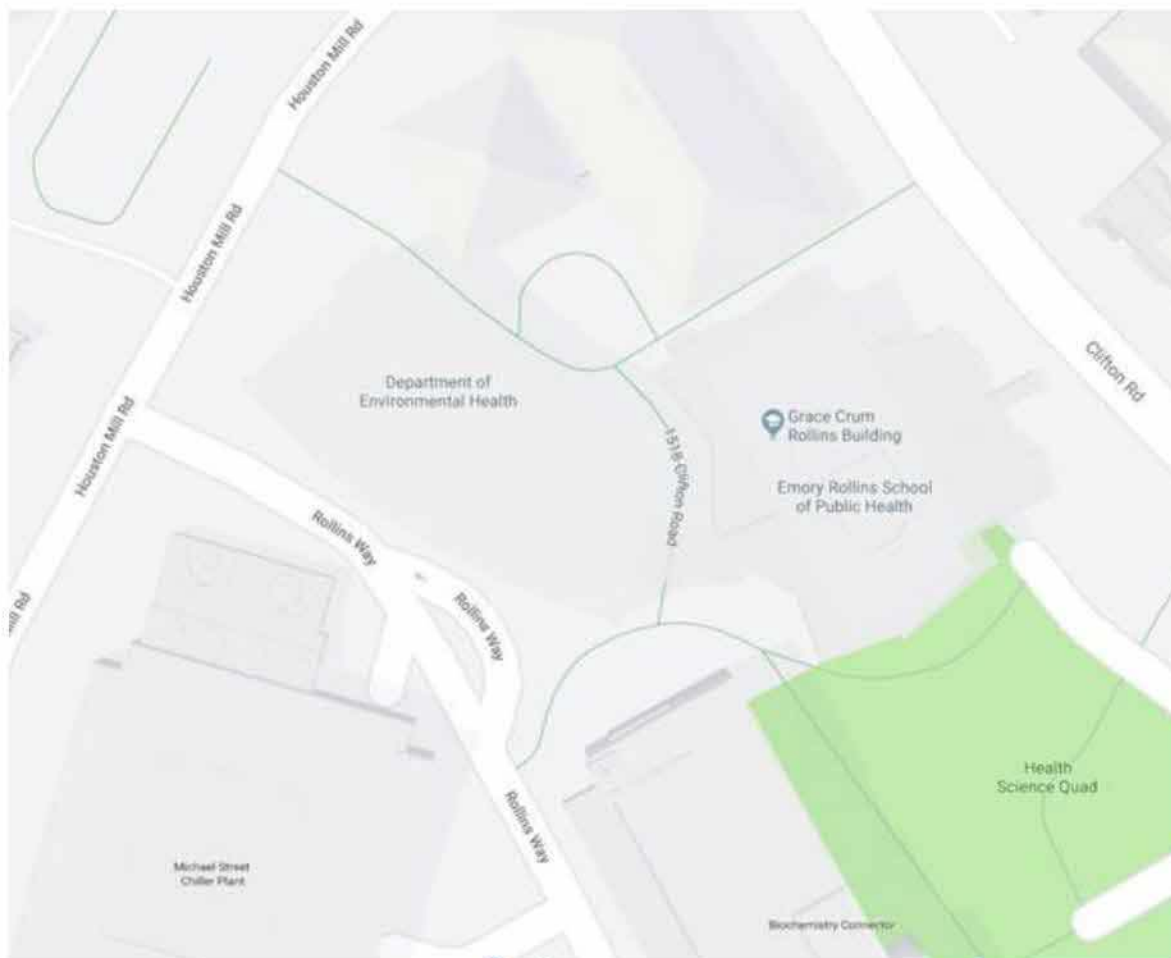 Houston Mill Rd
Houston Mill Rd
Clifton Rd
Department of
Environmental Health
Grace Crum
Rollins Building
Houston Mill Rd
1518 Clifton Road
Emory Rollins School
of Public Health
Rollins Way
Rollins Way
Mill Rd
Health
Science Quad
Rollins Way
Michael Street
Chiller Plant
Biochemistry Connector